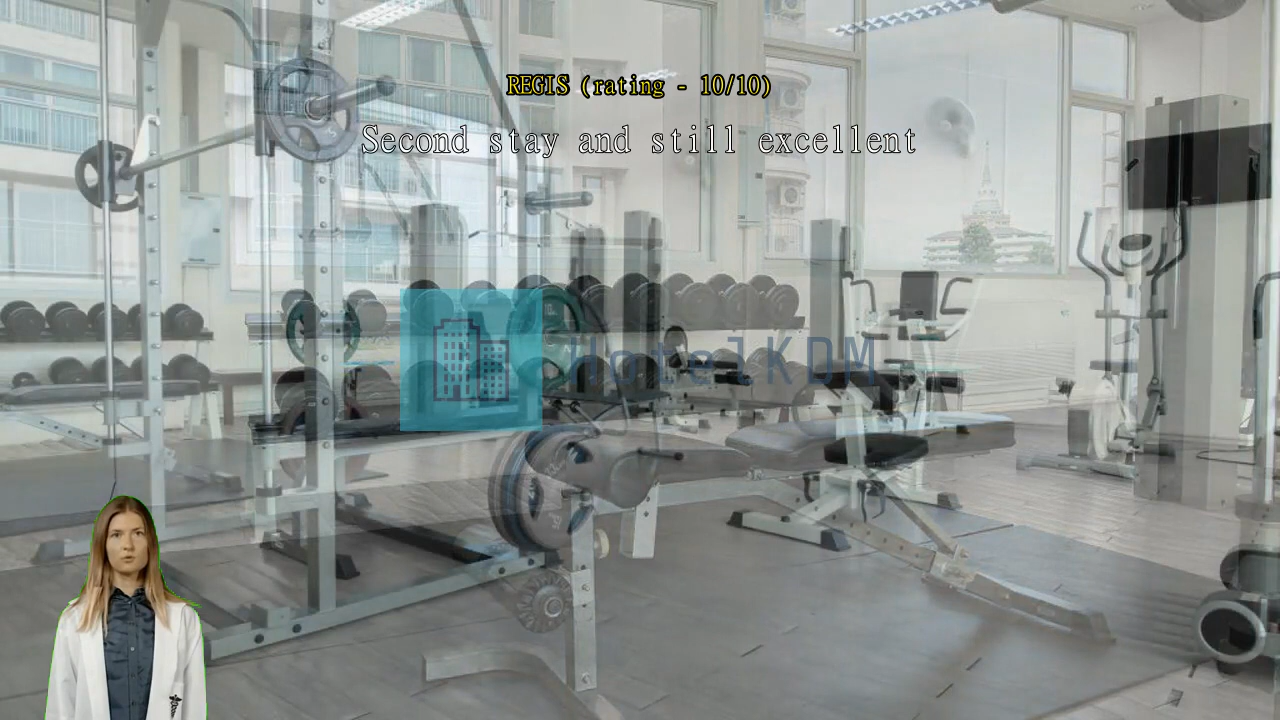 REGIS (rating - 10/10)
Second stay and still excellent
HotelKDM